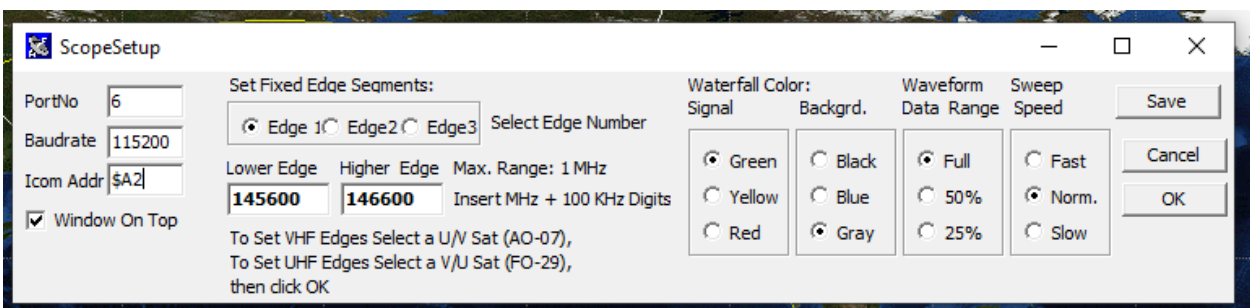 ScopeSetup
PortNo 6
Baudrate 115200
Icom Addr $A2
Window On Top
Set Fixed Edge Segments:
Edge 1 Edge2 Edge3 Select Edge Number
Lower Edge Higher Edge Max. Range: 1 MHz
145600 146600 Insert MHz + 100 KHz Digits
To Set VHF Edges Select a U/V Sat (AO-07),
To Set UHF Edges Select a V/U Sat (FO-29),
then click OK
Waterfall Color:
Signal Backgrd.
Green Black
Yellow Blue
Red Gray
Waveform
Data Range
Full
50%
25%
Sweep
Speed
Fast
Norm.
Slow
Save
Cancel
OK